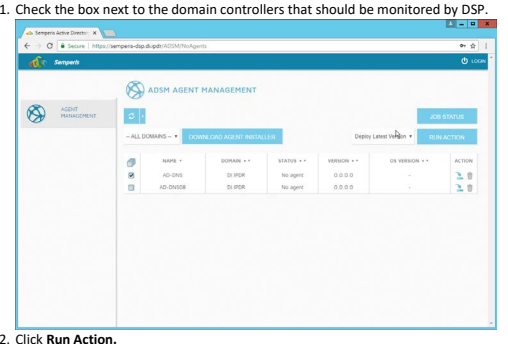 1. Check the box next to the domain controllers that should be monitored by DSP.
Semperis Active Director
Secure https://semperis-dsp.di.ipdr/ADSM/NoAgents
Semperis LOGIN
ADSM AGENT MANAGEMENT
AGENT MANAGEMENT
JOB STATUS
-- ALL DOMAINS -- DOWNLOAD AGENT INSTALLER Deploy Latest Version RUN ACTION
NAME DOMAIN STATUS VERSION OS VERSION ACTION
AD-DNS DI.IPDR No agent 0.0.0.0 -
AD-DNSDB DI.IPDR No agent 0.0.0.0 -
2. Click Run Action.